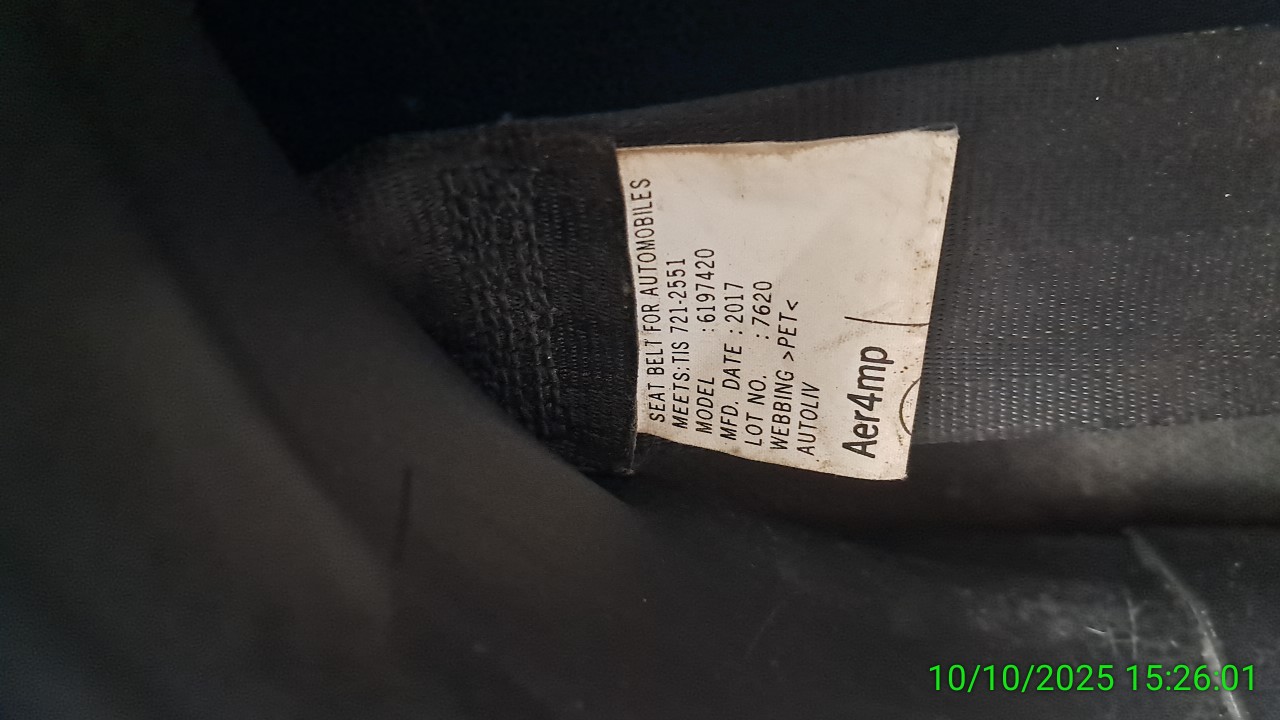 SEAT BELT FOR AUTOMOBILES
MEETS:TIS 721-2551
MODEL : 6197420
MFD. DATE : 2017
LOT NO. : 7620
WEBBING >PET<
AUTOLIV
Aer4mp
10/10/2025 15:26:01